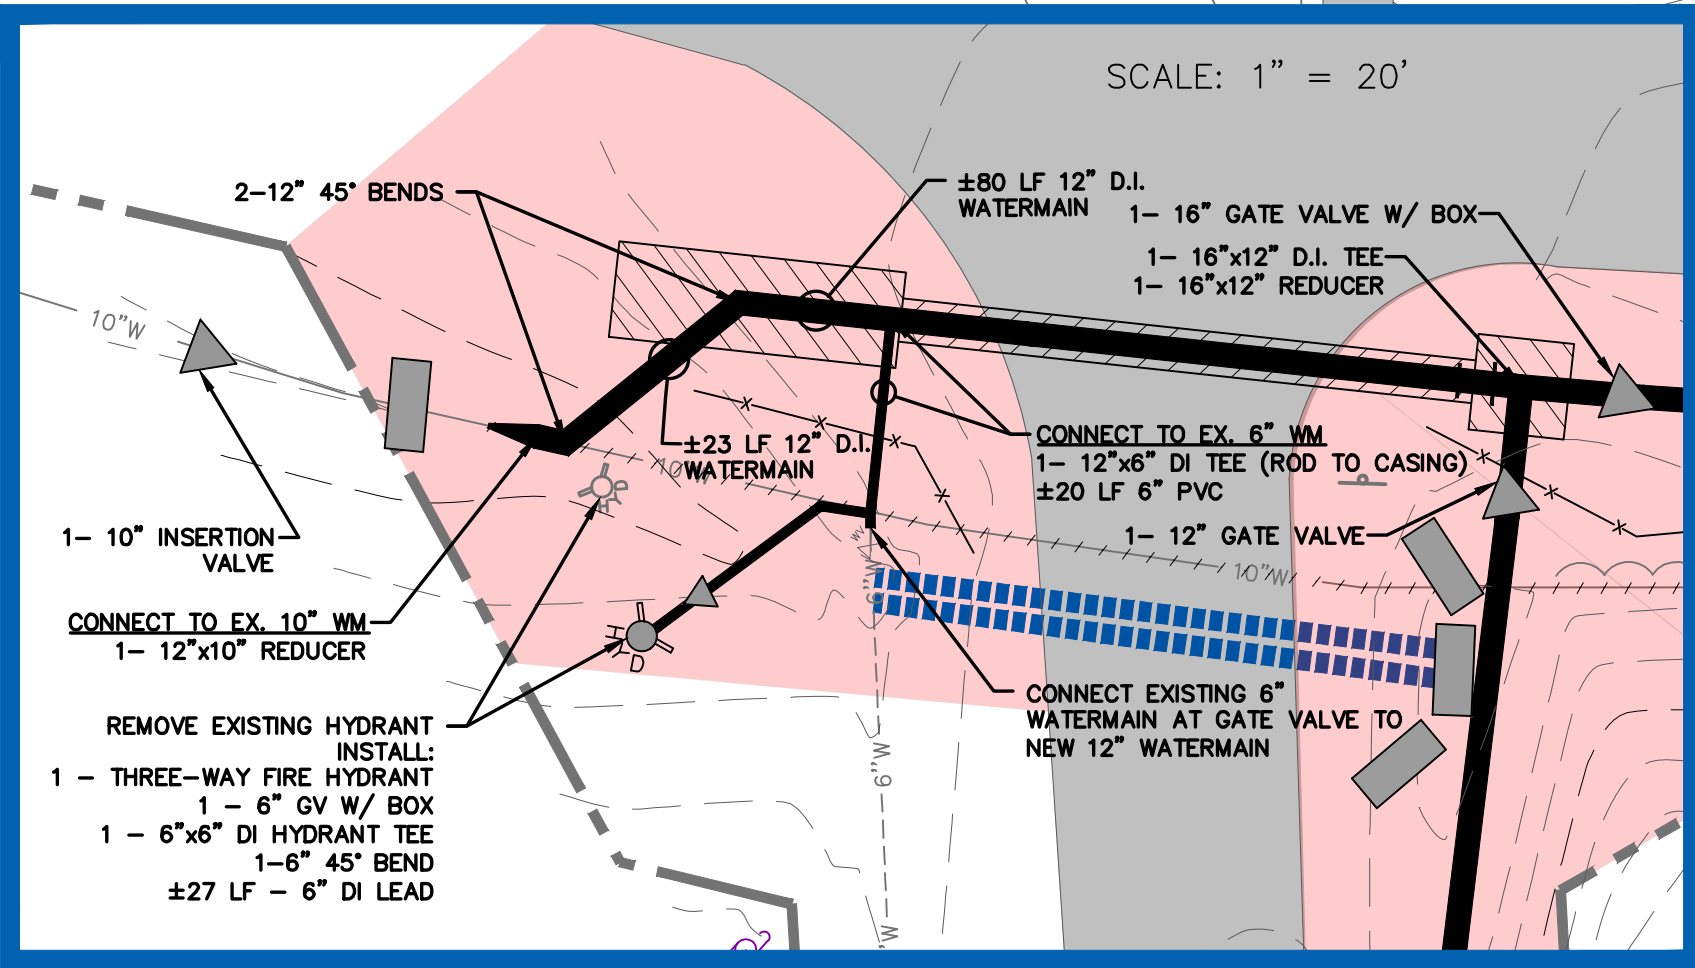 SCALE: 1" = 20'
2-12" 45° BENDS
±80 LF 12" D.I.
WATERMAIN
1- 16" GATE VALVE W/ BOX
1- 16"x12" D.I. TEE
1- 16"x12" REDUCER
10"W
±23 LF 12" D.I.
WATERMAIN
10"W
CONNECT TO EX. 6" WM
1- 12"x6" DI TEE (ROD TO CASING)
±20 LF 6" PVC
1- 12" GATE VALVE
HYD
1- 10" INSERTION
VALVE
WV
6"W
10"W
CONNECT TO EX. 10" WM
1- 12"x10" REDUCER
HYD
CONNECT EXISTING 6"
WATERMAIN AT GATE VALVE TO
NEW 12" WATERMAIN
REMOVE EXISTING HYDRANT
INSTALL:
1 - THREE-WAY FIRE HYDRANT
1 - 6" GV W/ BOX
1 - 6"x6" DI HYDRANT TEE
1-6" 45° BEND
±27 LF - 6" DI LEAD
6"W
"W